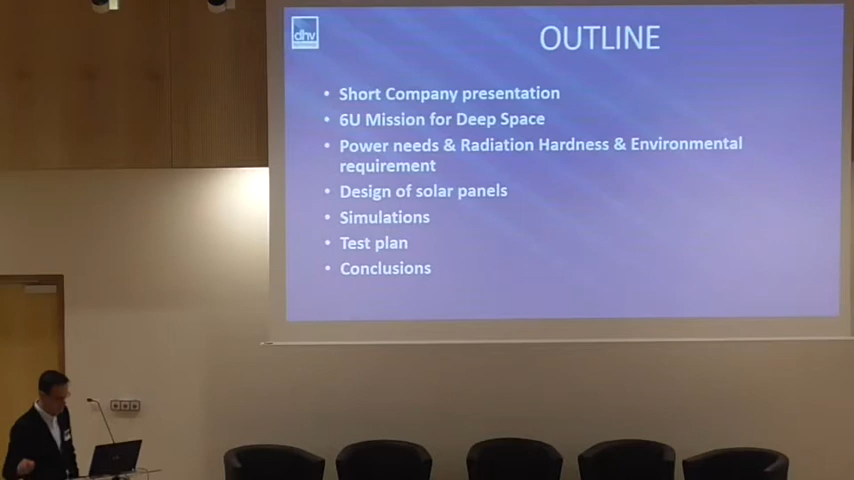 dhv
OUTLINE
• Short Company presentation
• 6U Mission for Deep Space
• Power needs & Radiation Hardness & Environmental
requirement
• Design of solar panels
• Simulations
• Test plan
• Conclusions